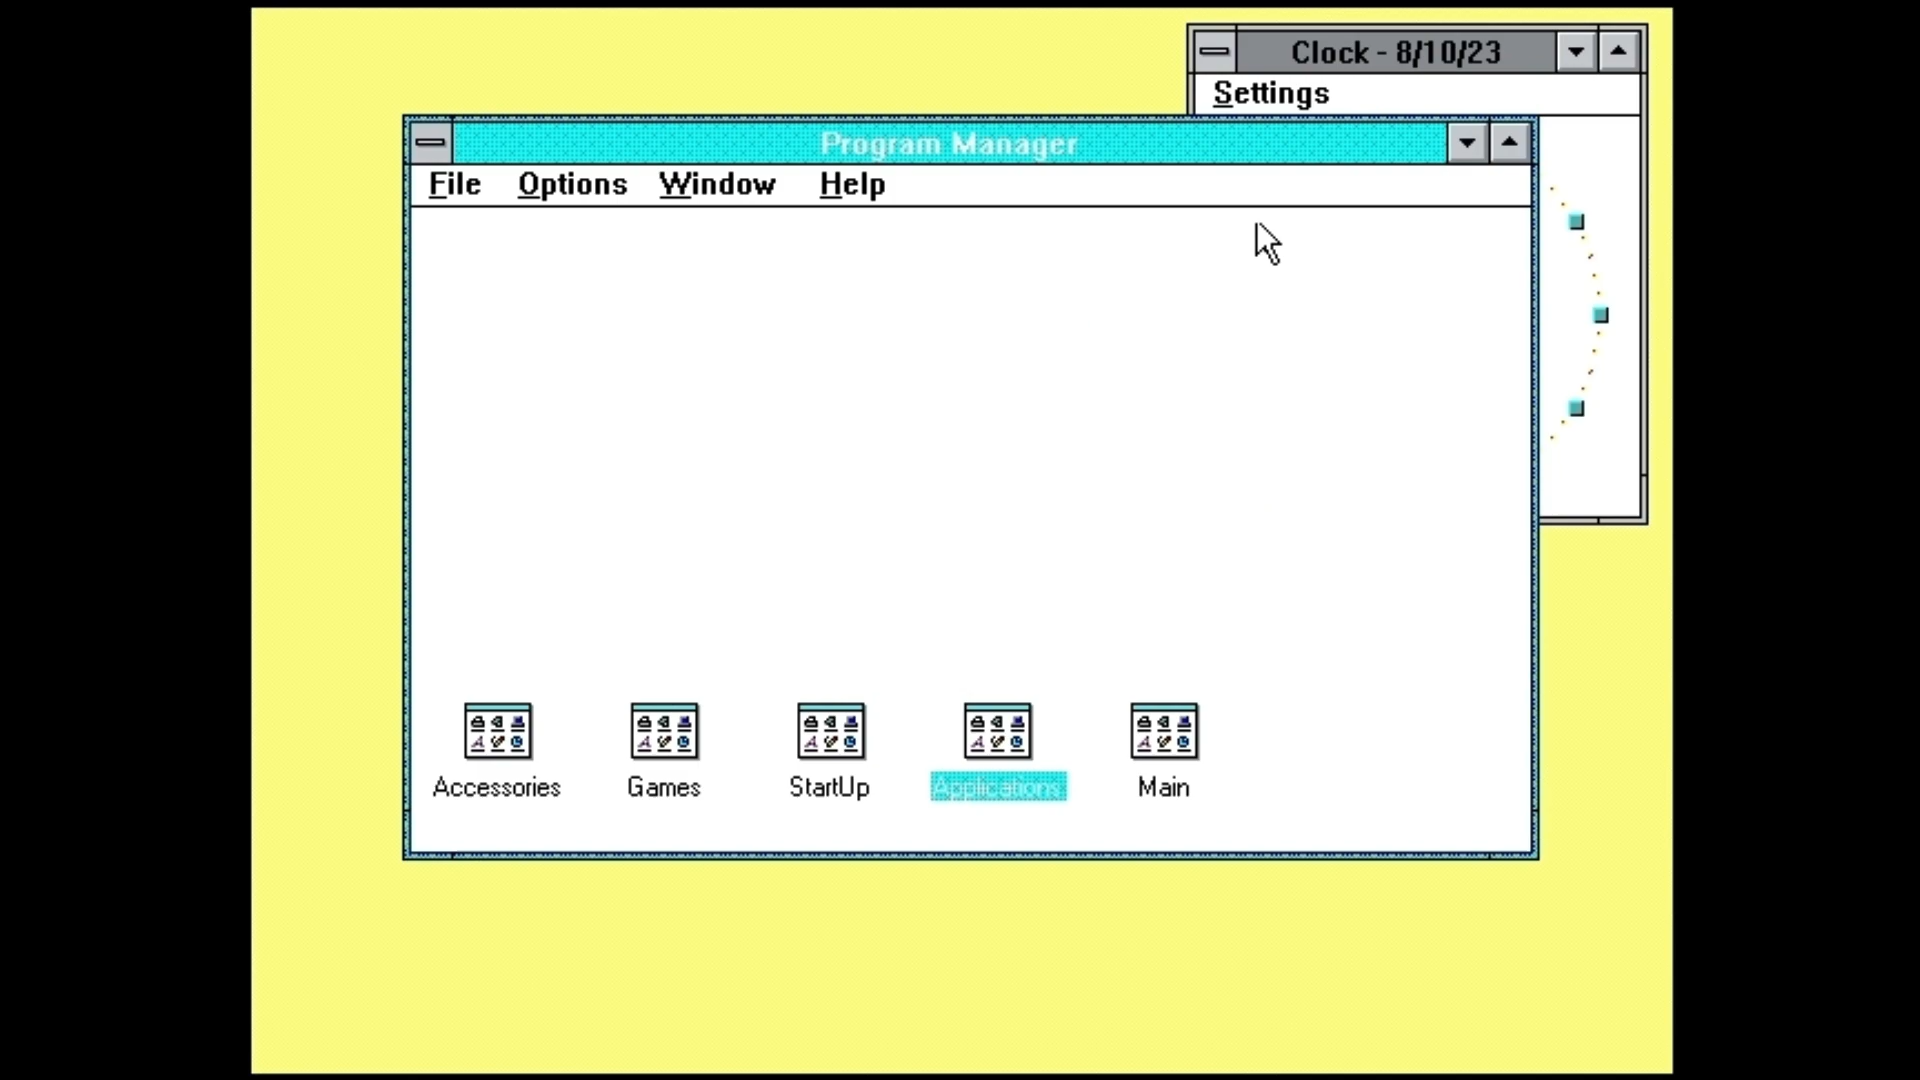 Clock - 8/10/23
Settings
Program Manager
File Options Window Help
Accessories Games StartUp Applications Main